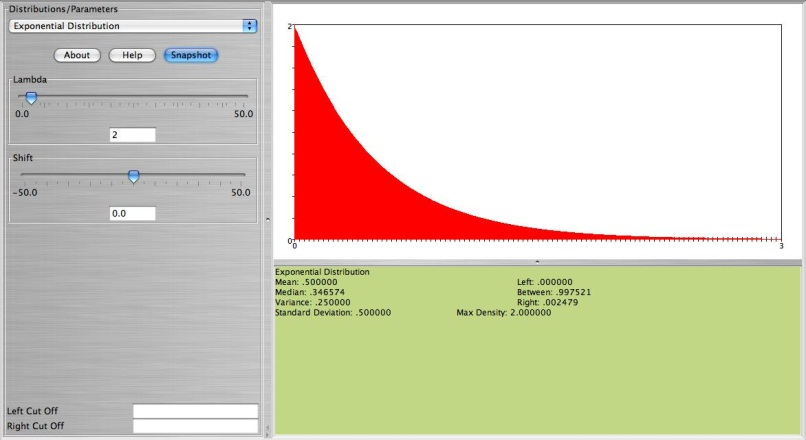 Distributions/Parameters
Exponential Distribution
About Help Snapshot
Lambda
0.0 50.0
2
Shift
-50.0 50.0
0.0
Left Cut Off
Right Cut Off
2
0
0 3
Exponential Distribution
Mean: .500000 Left: .000000
Median: .346574 Between: .997521
Variance: .250000 Right: .002479
Standard Deviation: .500000 Max Density: 2.000000